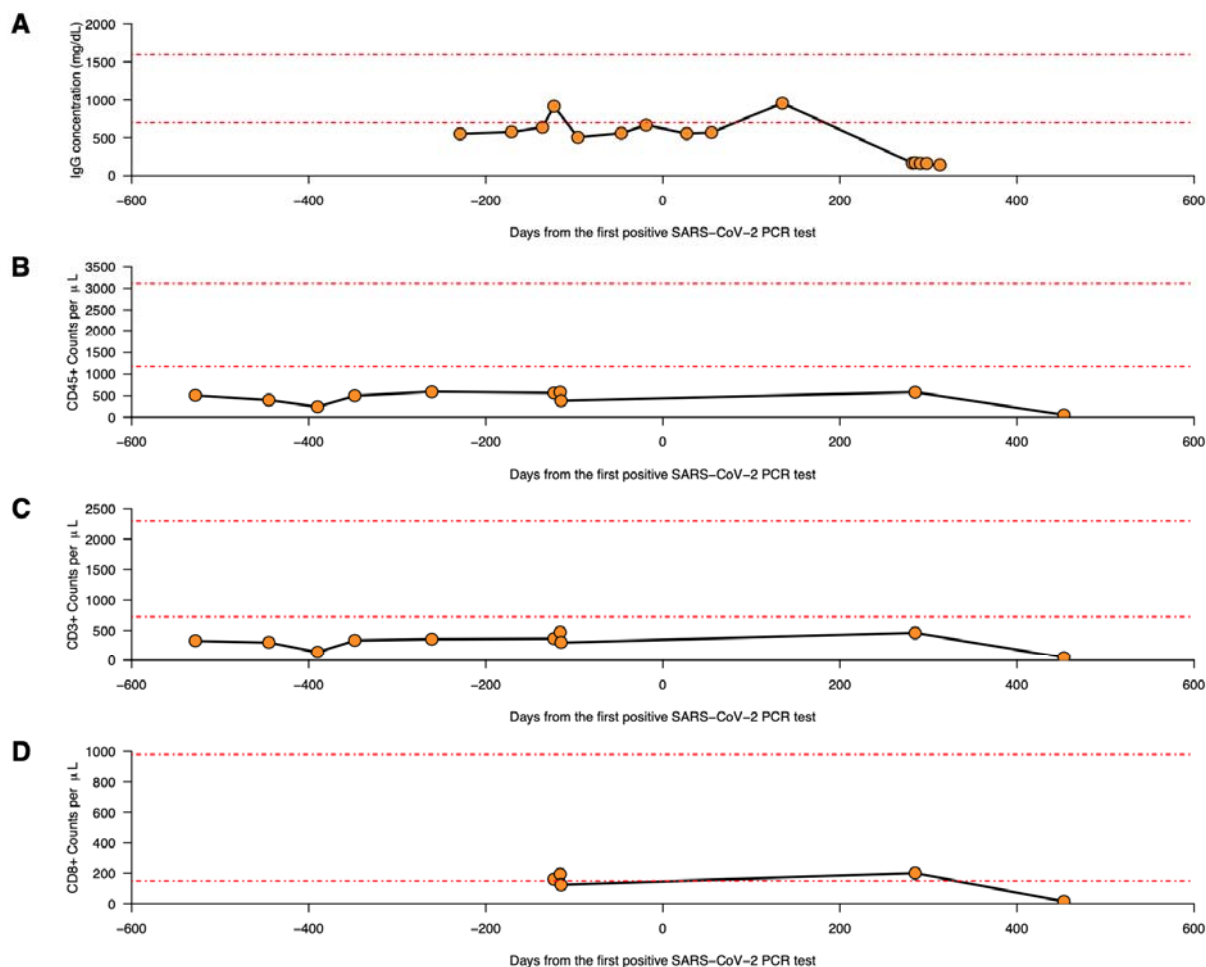 A
IgG concentration (mg/dL)
2000
1500
1000
500
0
−600 −400 −200 0 200 400 600
Days from the first positive SARS−CoV−2 PCR test
B
CD45+ Counts per μ L
3500
3000
2500
2000
1500
1000
500
0
−600 −400 −200 0 200 400 600
Days from the first positive SARS−CoV−2 PCR test
C
CD3+ Counts per μ L
2500
2000
1500
1000
500
0
−600 −400 −200 0 200 400 600
Days from the first positive SARS−CoV−2 PCR test
D
CD8+ Counts per μ L
1000
800
600
400
200
0
−600 −400 −200 0 200 400 600
Days from the first positive SARS−CoV−2 PCR test